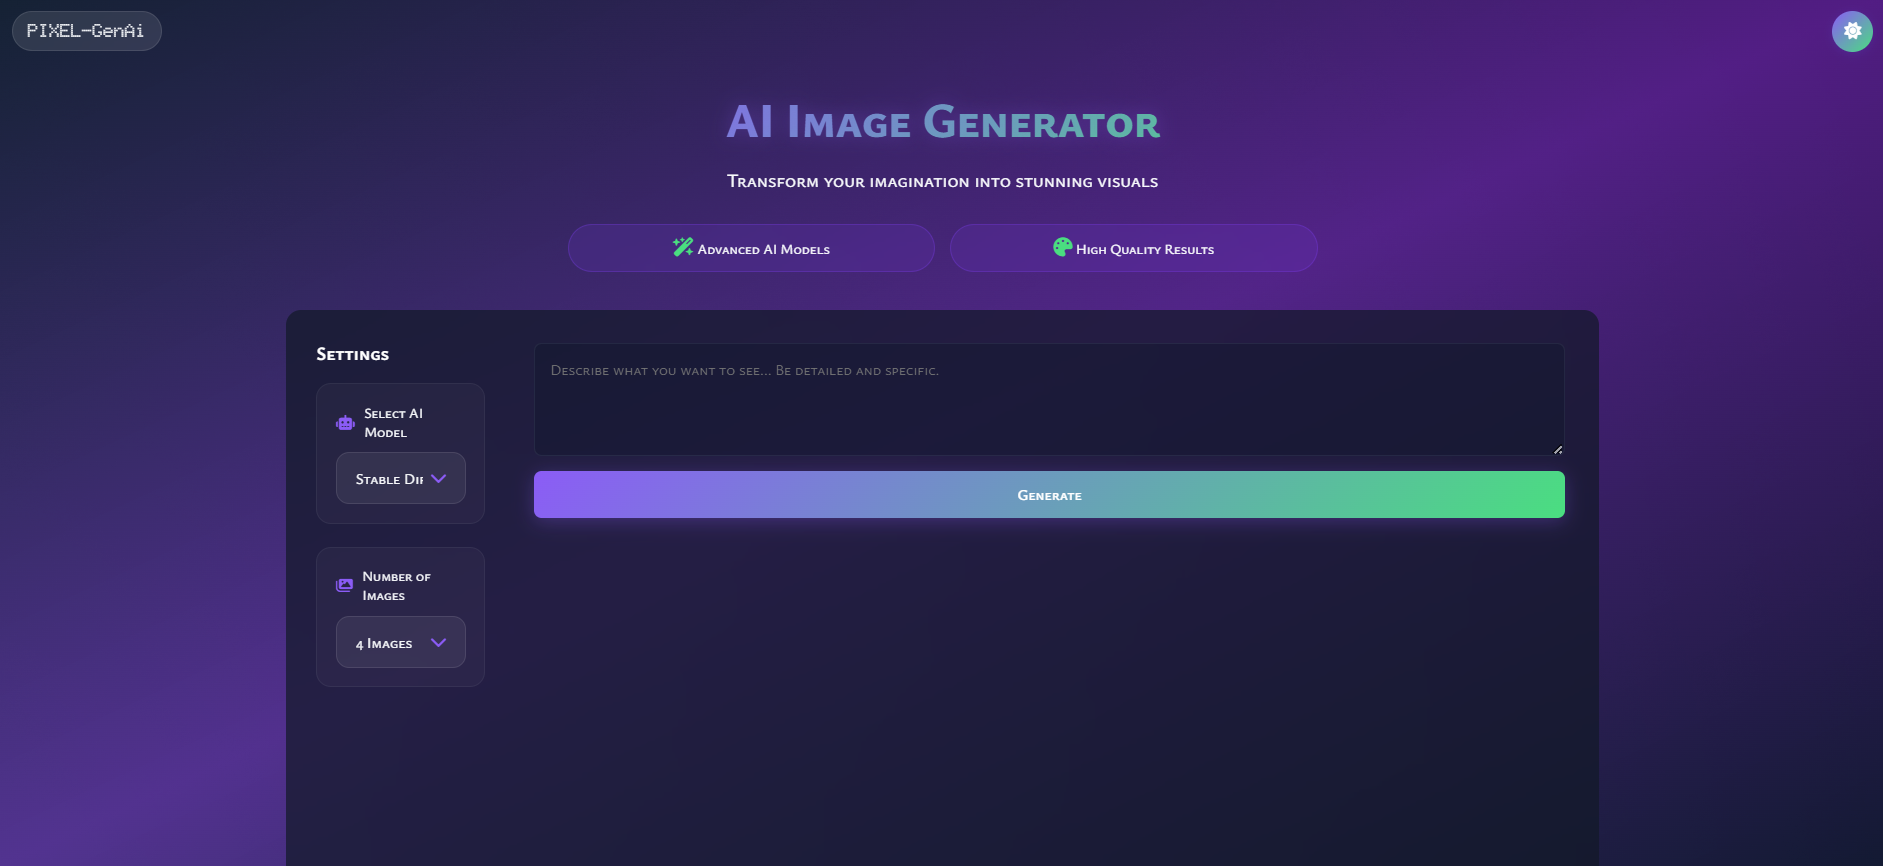 PIXEL-GenAi
AI Image Generator
Transform your imagination into stunning visuals
Advanced AI Models
High Quality Results
Settings
Select AI
Model
Stable Dif
Number of
Images
4 Images
Describe what you want to see... Be detailed and specific.
Generate